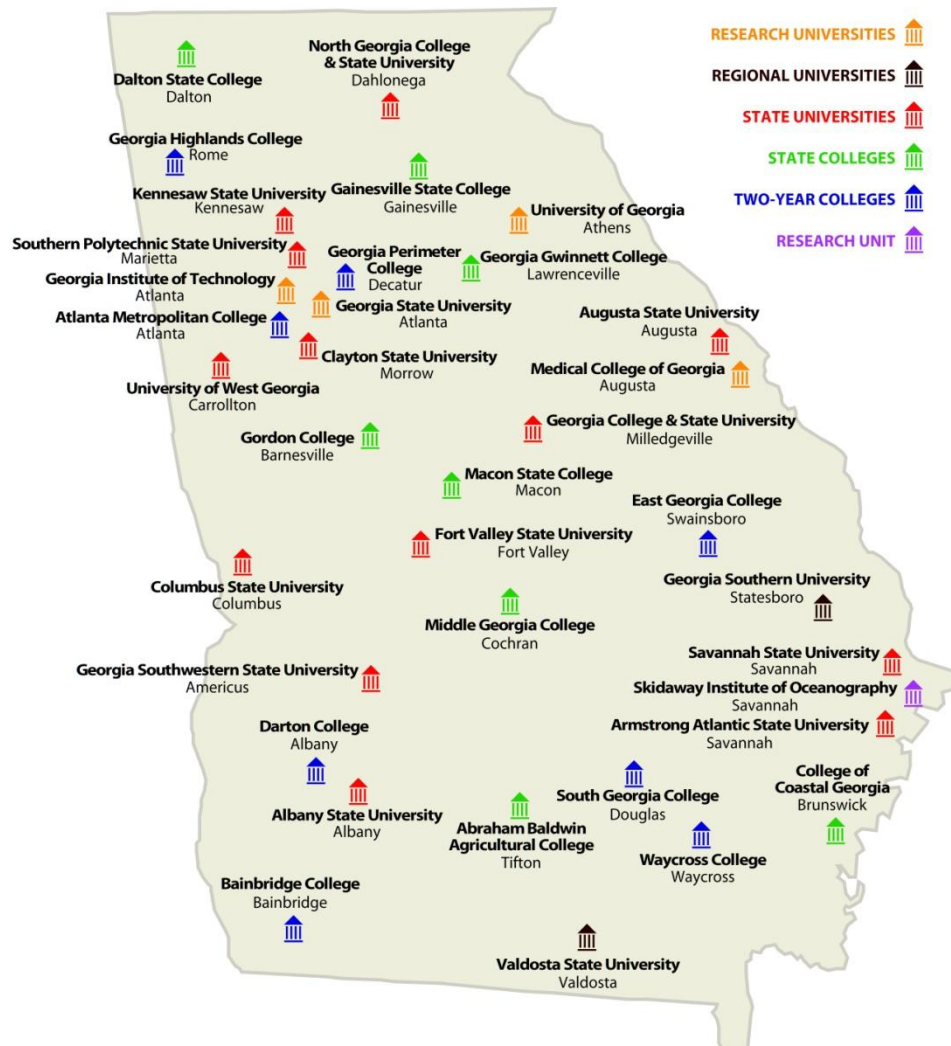 North Georgia College
& State University
Dahlonega
RESEARCH UNIVERSITIES
REGIONAL UNIVERSITIES
STATE UNIVERSITIES
STATE COLLEGES
TWO-YEAR COLLEGES
RESEARCH UNIT
Dalton State College
Dalton
Georgia Highlands College
Rome
Gainesville State College
Gainesville
Kennesaw State University
Kennesaw
University of Georgia
Athens
Southern Polytechnic State University
Marietta
Georgia Perimeter
College
Decatur
Georgia Gwinnett College
Lawrenceville
Georgia Institute of Technology
Atlanta
Georgia State University
Atlanta
Atlanta Metropolitan College
Atlanta
Augusta State University
Augusta
Clayton State University
Morrow
Medical College of Georgia
Augusta
University of West Georgia
Carrollton
Georgia College & State University
Milledgeville
Gordon College
Barnesville
Macon State College
Macon
East Georgia College
Swainsboro
Fort Valley State University
Fort Valley
Columbus State University
Columbus
Georgia Southern University
Statesboro
Middle Georgia College
Cochran
Savannah State University
Savannah
Georgia Southwestern State University
Americus
Skidaway Institute of Oceanography
Savannah
Armstrong Atlantic State University
Savannah
Darton College
Albany
College of
Coastal Georgia
Brunswick
South Georgia College
Douglas
Albany State University
Albany
Abraham Baldwin
Agricultural College
Tifton
Waycross College
Waycross
Bainbridge College
Bainbridge
Valdosta State University
Valdosta